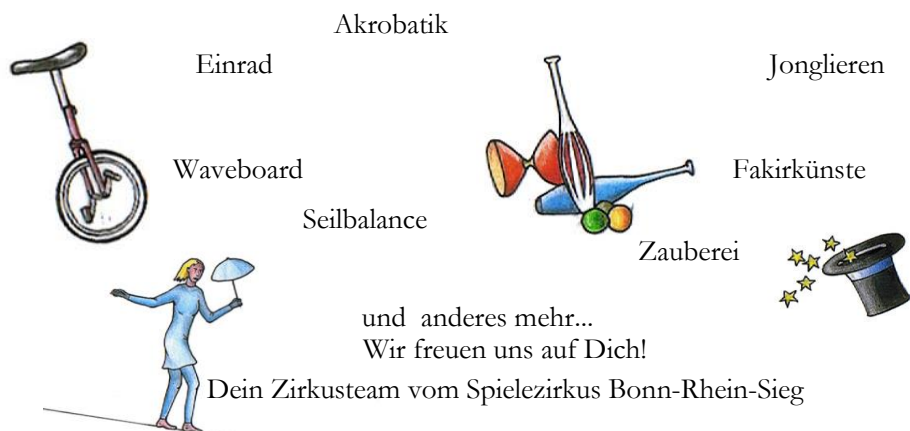 Akrobatik
Einrad
Jonglieren
Waveboard
Fakirkünste
Seilbalance
Zauberei
und  anderes mehr...
Wir freuen uns auf Dich!
Dein Zirkusteam vom Spielezirkus Bonn-Rhein-Sieg